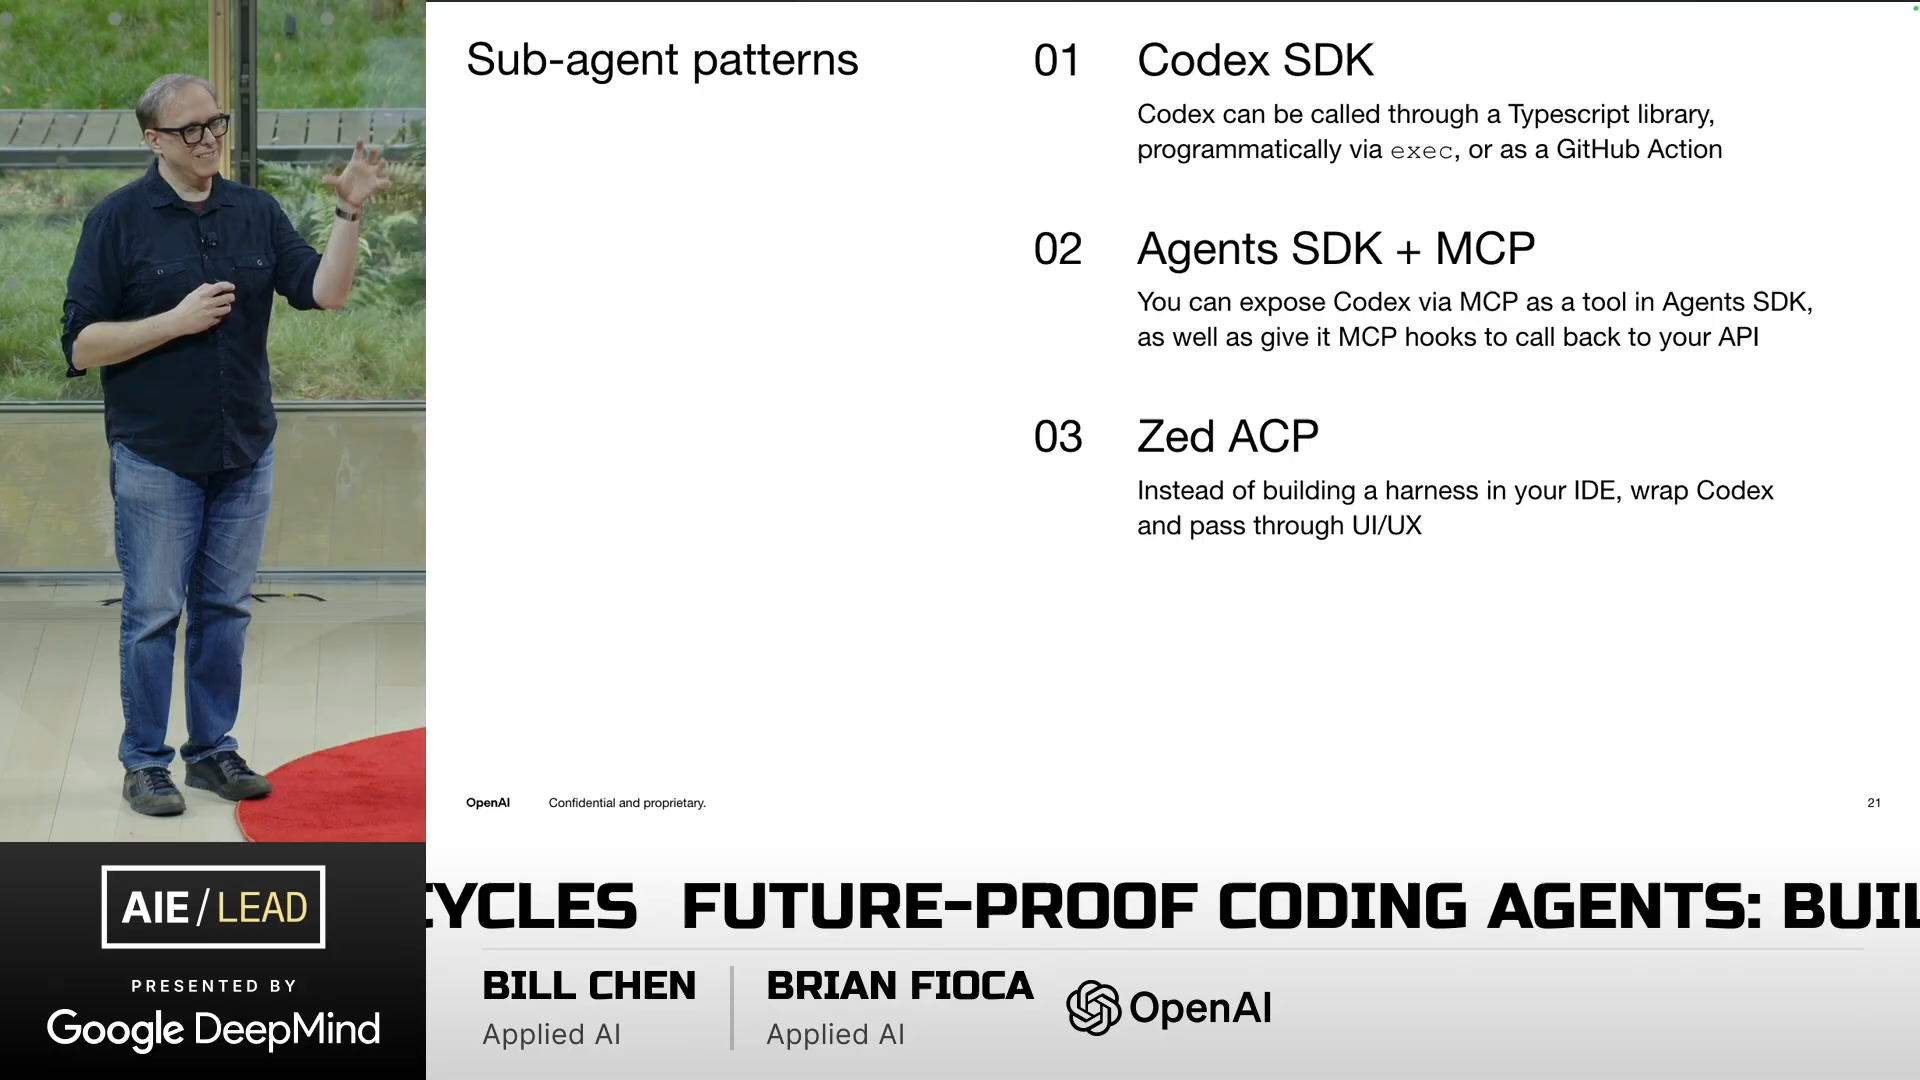 Sub-agent patterns
01 Codex SDK
Codex can be called through a Typescript library,
programmatically via exec, or as a GitHub Action
02 Agents SDK + MCP
You can expose Codex via MCP as a tool in Agents SDK,
as well as give it MCP hooks to call back to your API
03 Zed ACP
Instead of building a harness in your IDE, wrap Codex
and pass through UI/UX
OpenAI Confidential and proprietary. 21
AIE/LEAD
PRESENTED BY
Google DeepMind
CYCLES FUTURE-PROOF CODING AGENTS: BUIL
BILL CHEN
Applied AI
BRIAN FIOCA
Applied AI
OpenAI